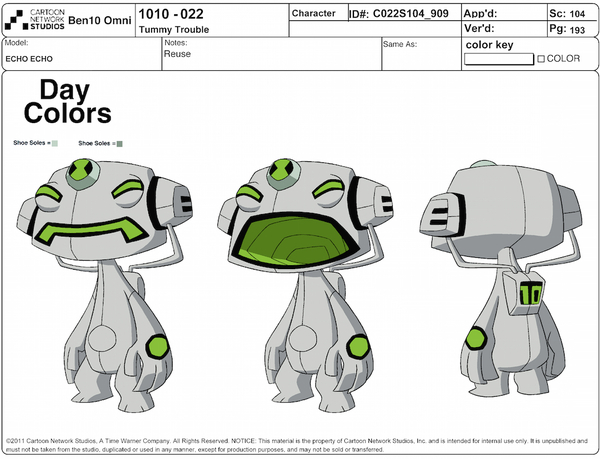 CARTOON NETWORK STUDIOS
Ben10 Omni
1010 - 022
Tummy Trouble
Character
ID#: C022S104_909
App'd:
Ver'd:
Sc: 104
Pg: 193
Model:
ECHO ECHO
Notes:
Reuse
Same As:
color key
COLOR
Day
Colors
Shoe Soles =
Shoe Soles =
10
©2011 Cartoon Network Studios, A Time Warner Company. All Rights Reserved. NOTICE: This material is the property of Cartoon Network Studios, Inc. and is intended for internal use only. It is unpublished and
must not be taken from the studio, duplicated or used in any manner, except for production purposes, and may not be sold or transferred.